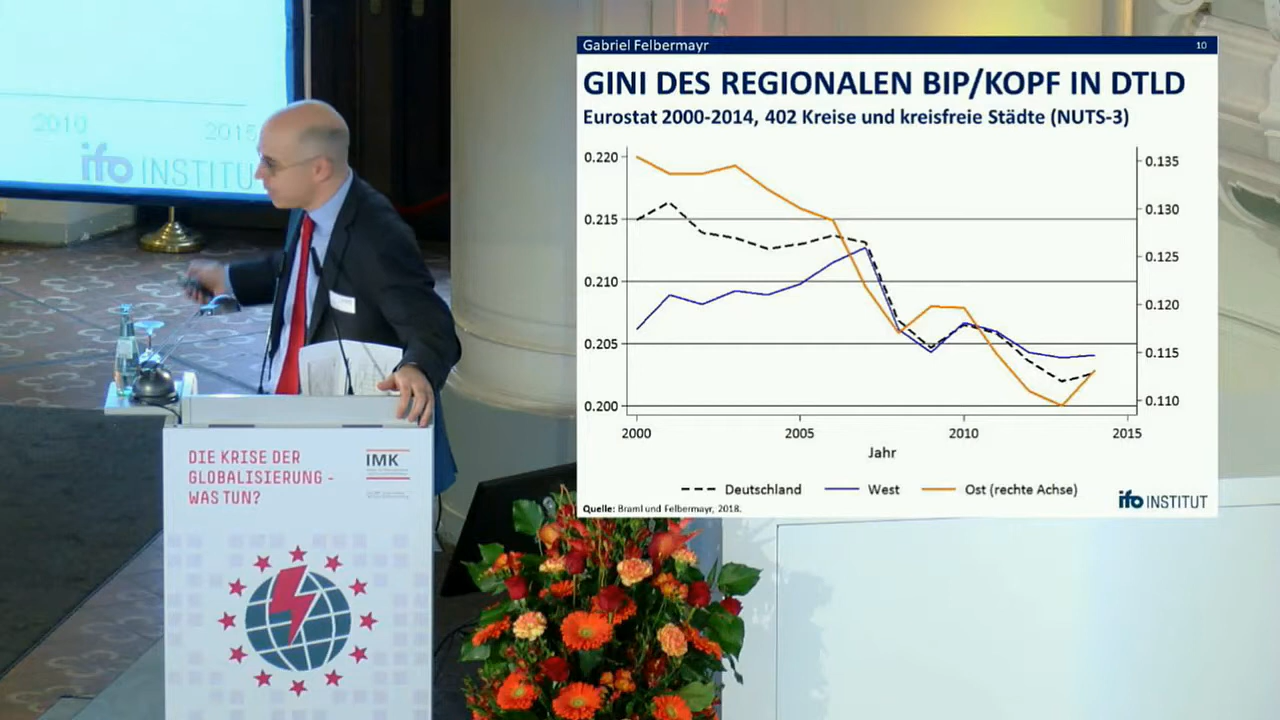 2010
2015
ifo INSTITUT
DIE KRISE DER
GLOBALISIERUNG -
WAS TUN?
IMK
Gabriel Felbermayr
10
GINI DES REGIONALEN BIP/KOPF IN DTLD
Eurostat 2000-2014, 402 Kreise und kreisfreie Städte (NUTS-3)
0.220
0.215
0.210
0.205
0.200
0.135
0.130
0.125
0.120
0.115
0.110
2000
2005
2010
2015
Jahr
Deutschland
West
Ost (rechte Achse)
Quelle: Braml und Felbermayr, 2018.
ifo INSTITUT